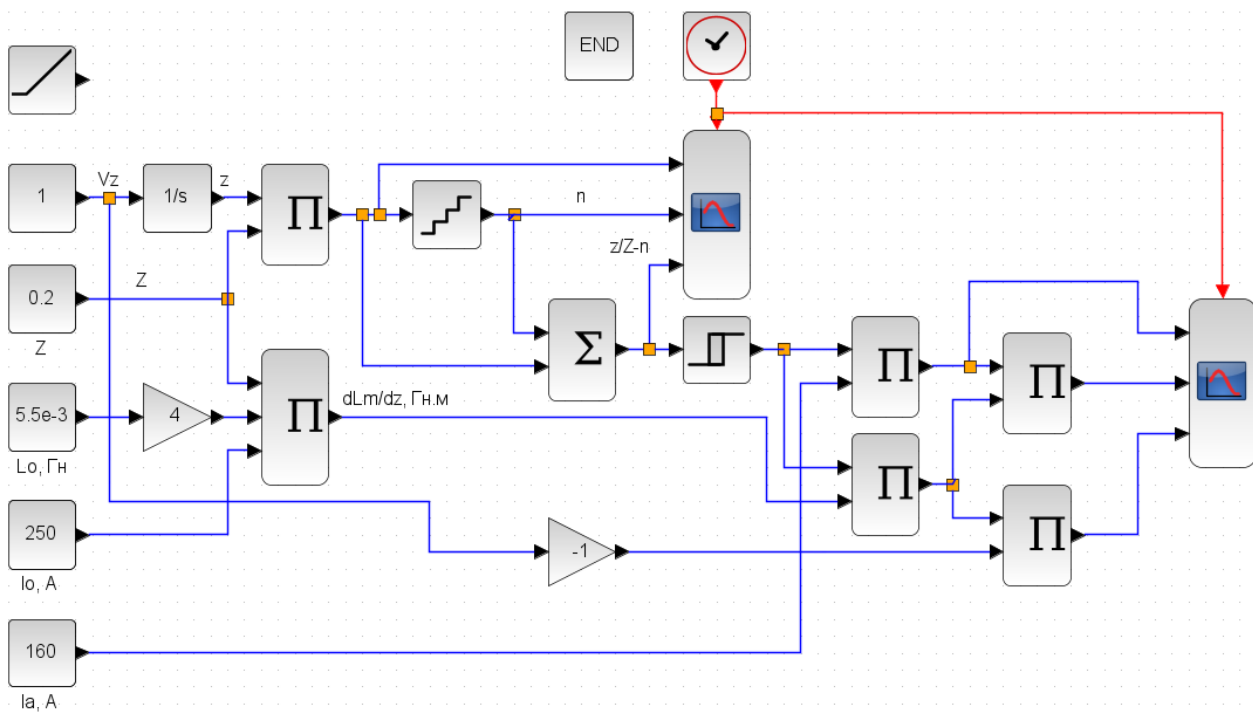 END
1
Vz
1/s
z
Π
n
z/Z-n
0.2
Z
Z
Σ
Π
5.5e-3
4
Π
dLm/dz, Гн.м
Lo, Гн
Π
Π
250
Io, A
-1
Π
160
Ia, A